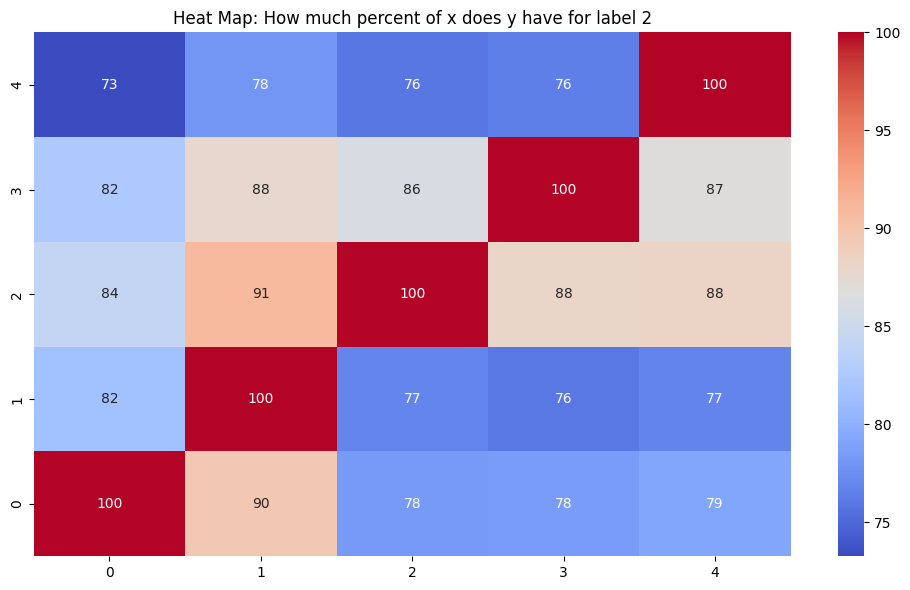 Heat Map: How much percent of x does y have for label 2
4 73 78 76 76 100
3 82 88 86 100 87
2 84 91 100 88 88
1 82 100 77 76 77
0 100 90 78 78 79
0 1 2 3 4
100
95
90
85
80
75